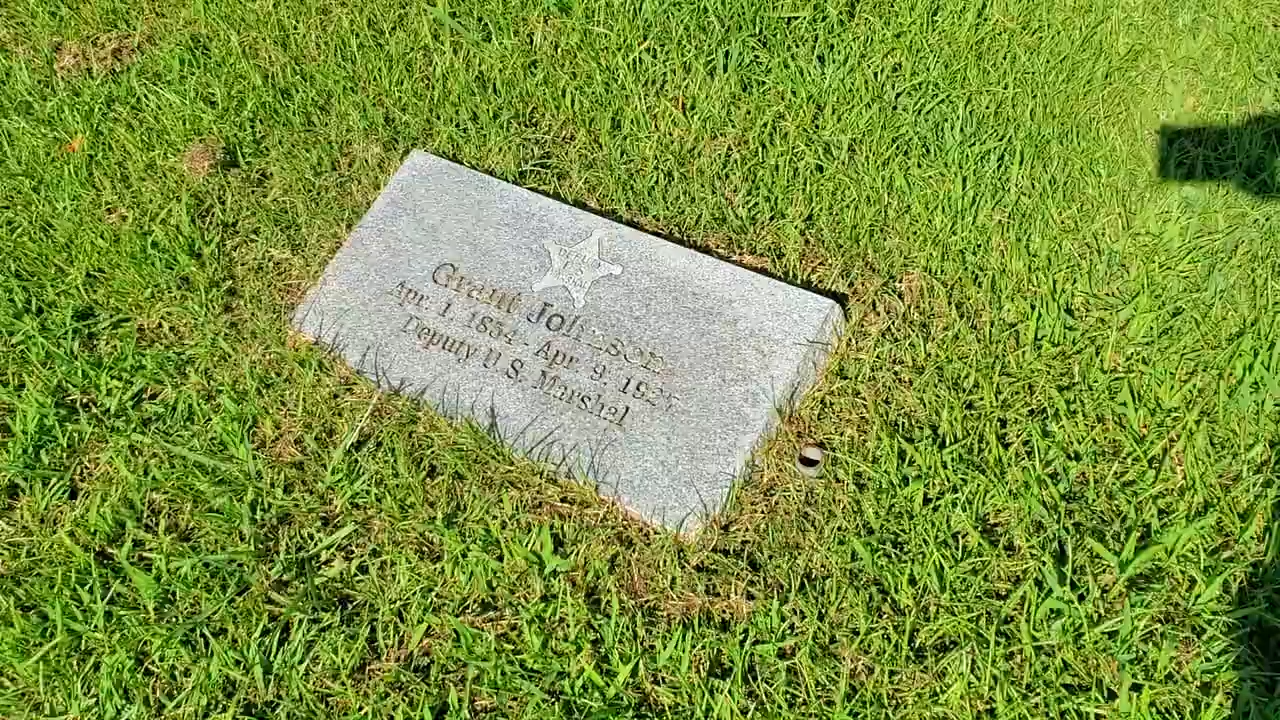 U.S.
Grant Johnson
Apr. 1, 1854 - Apr. 9, 1927
Deputy U.S. Marshal